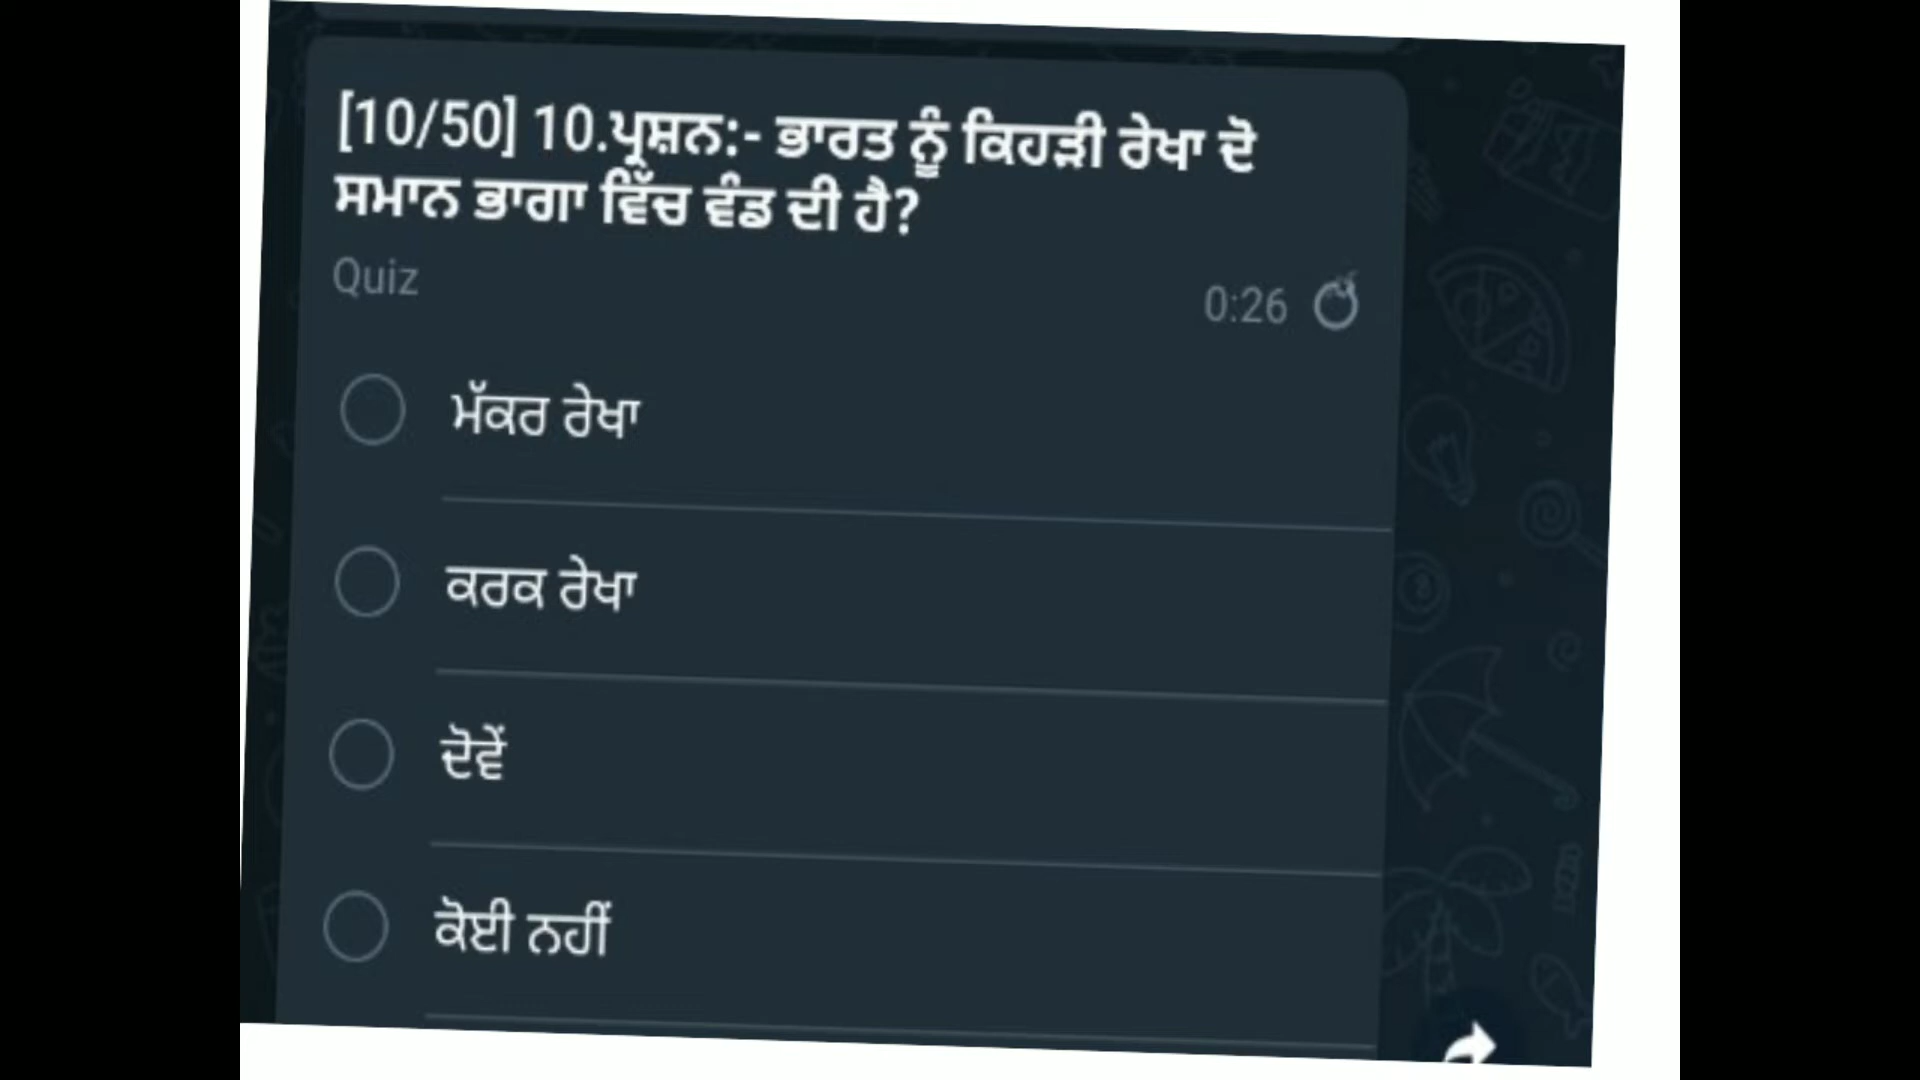 [10/50] 10.ਪ੍ਰਸ਼ਨ:- ਭਾਰਤ ਨੂੰ ਕਿਹੜੀ ਰੇਖਾ ਦੋ
ਸਮਾਨ ਭਾਗਾ ਵਿੱਚ ਵੰਡ ਦੀ ਹੈ?
Quiz
0:26
ਮੱਕਰ ਰੇਖਾ
ਕਰਕ ਰੇਖਾ
ਦੋਵੇਂ
ਕੋਈ ਨਹੀਂ